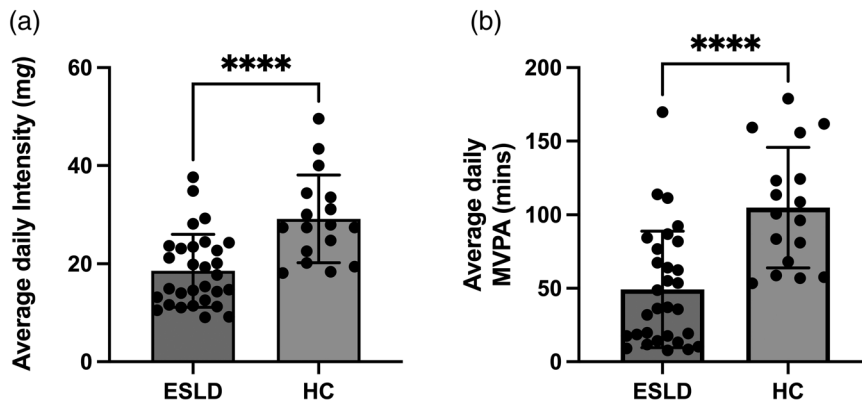 (a)
Average daily Intensity (mg)
60
40
20
0
****
ESLD
HC
(b)
Average daily
MVPA (mins)
200
150
100
50
0
****
ESLD
HC